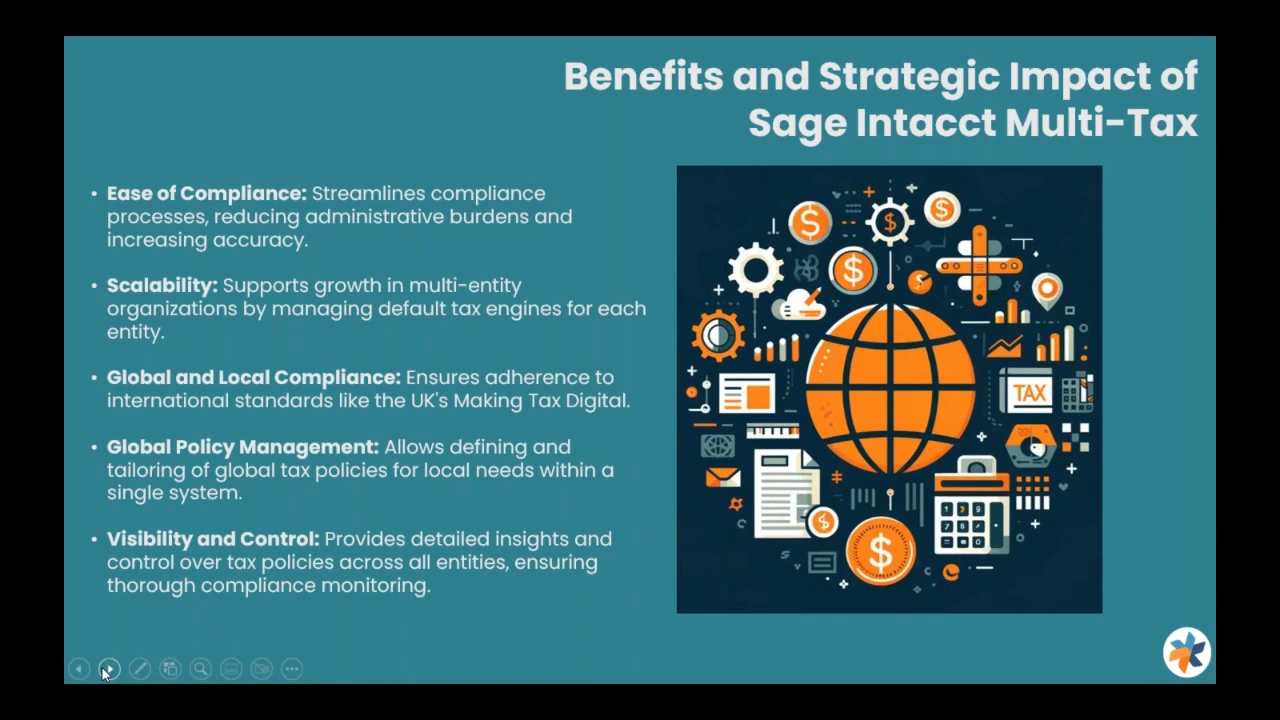 Benefits and Strategic Impact of
Sage Intacct Multi-Tax
• Ease of Compliance: Streamlines compliance
processes, reducing administrative burdens and
increasing accuracy.
• Scalability: Supports growth in multi-entity
organizations by managing default tax engines for each
entity.
• Global and Local Compliance: Ensures adherence to
international standards like the UK's Making Tax Digital.
• Global Policy Management: Allows defining and
tailoring of global tax policies for local needs within a
single system.
• Visibility and Control: Provides detailed insights and
control over tax policies across all entities, ensuring
thorough compliance monitoring.
TAX